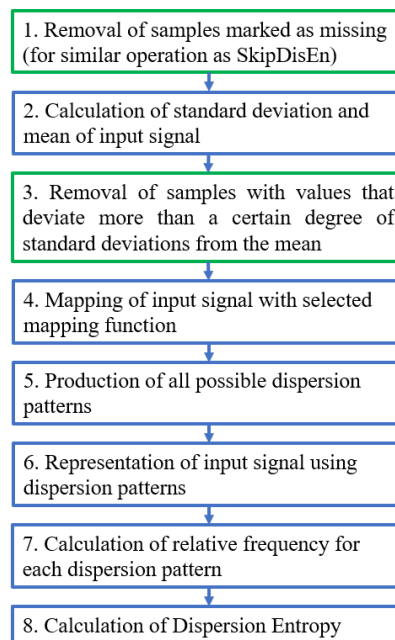 1. Removal of samples marked as missing
(for similar operation as SkipDisEn)
2. Calculation of standard deviation and
mean of input signal
3. Removal of samples with values that
deviate more than a certain degree of
standard deviations from the mean
4. Mapping of input signal with selected
mapping function
5. Production of all possible dispersion
patterns
6. Representation of input signal using
dispersion patterns
7. Calculation of relative frequency for
each dispersion pattern
8. Calculation of Dispersion Entropy